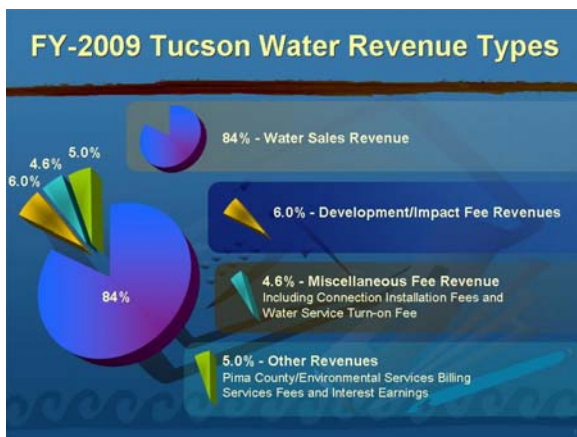 FY-2009 Tucson Water Revenue Types
5.0%
4.6%
6.0%
84%
84% - Water Sales Revenue
6.0% - Development/Impact Fee Revenues
4.6% - Miscellaneous Fee Revenue
Including Connection Installation Fees and
Water Service Turn-on Fee
5.0% - Other Revenues
Pima County/Environmental Services Billing
Services Fees and Interest Earnings